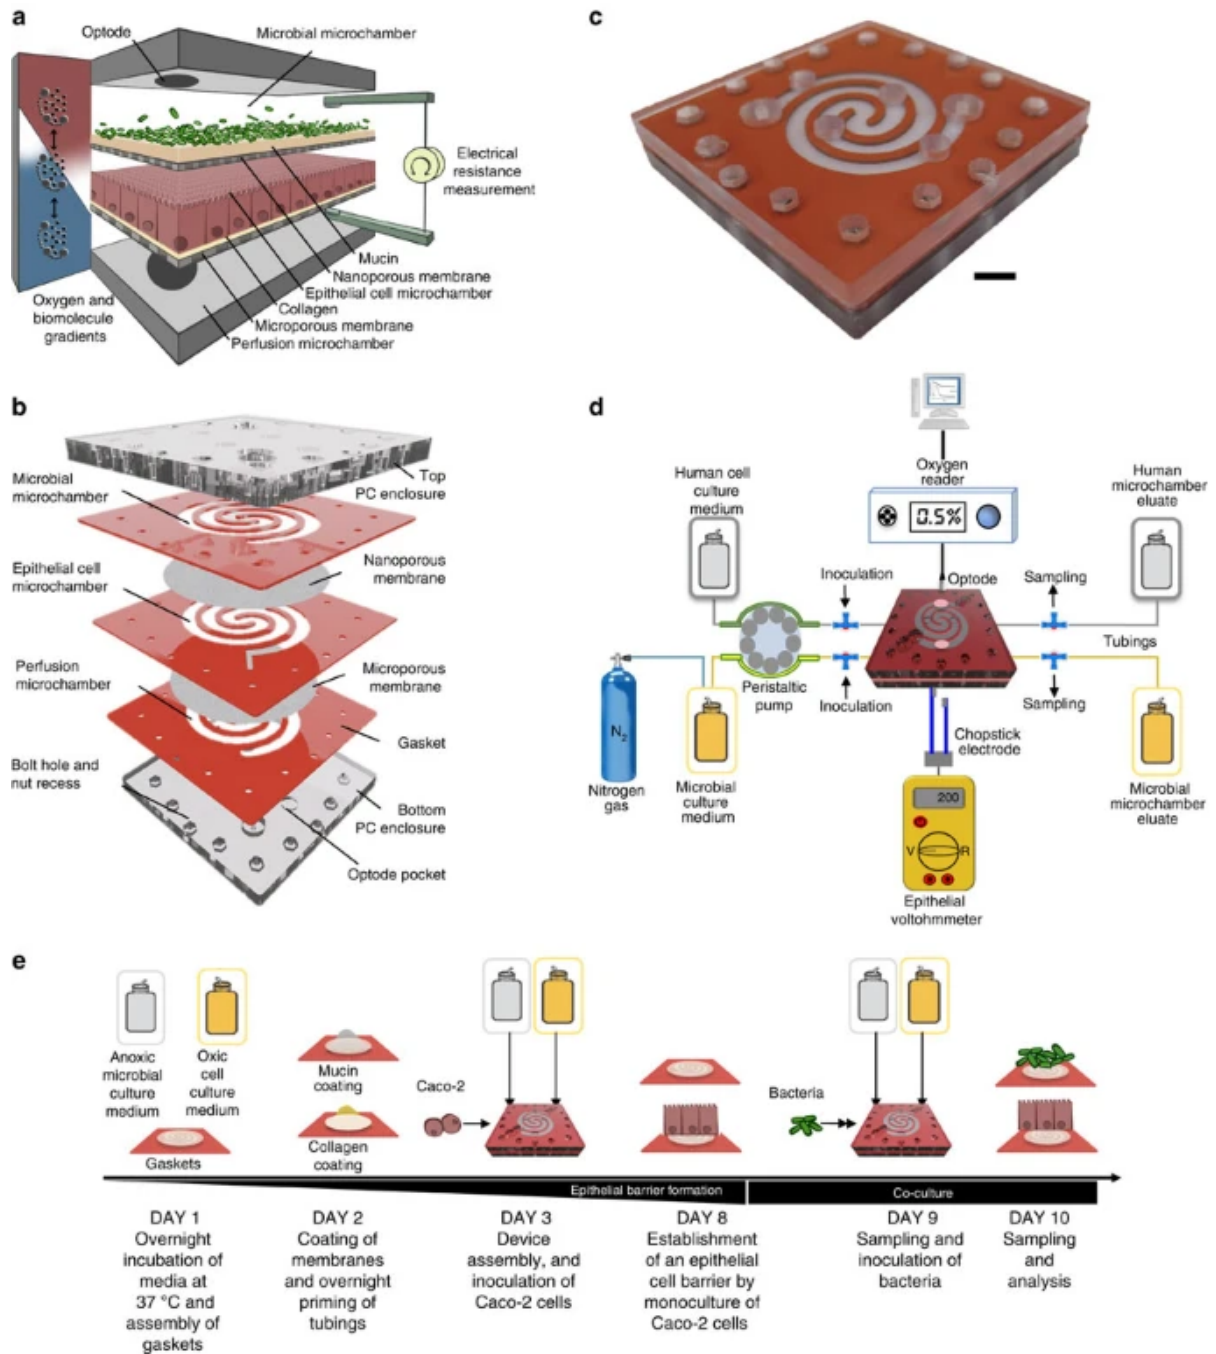 a
Optode
Microbial microchamber
Electrical
resistance
measurement
Mucin
Nanoporous membrane
Epithelial cell microchamber
Collagen
Microporous membrane
Perfusion microchamber
Oxygen and
biomolecule
gradients
c
b
Top
PC enclosure
Microbial
microchamber
Nanoporous
membrane
Epithelial cell
microchamber
Perfusion
microchamber
Microporous
membrane
Gasket
Bolt hole and
nut recess
Bottom
PC enclosure
Optode pocket
d
Oxygen
reader
0.5%
Human cell
culture
medium
Human
microchamber
eluate
Inoculation
Optode
Sampling
Tubings
Peristaltic
pump
Inoculation
Sampling
N2
Nitrogen
gas
Microbial
culture
medium
Chopstick
electrode
Microbial
microchamber
eluate
200
V
R
Epithelial
voltohmmeter
e
Anoxic
microbial
culture
medium
Oxic
cell
culture
medium
Gaskets
Mucin
coating
Collagen
coating
Caco-2
Bacteria
Epithelial barrier formation
Co-culture
DAY 1
Overnight
incubation of
media at
37 °C and
assembly of
gaskets
DAY 2
Coating of
membranes
and overnight
priming of
tubings
DAY 3
Device
assembly, and
inoculation of
Caco-2 cells
DAY 8
Establishment
of an epithelial
cell barrier by
monoculture of
Caco-2 cells
DAY 9
Sampling and
inoculation of
bacteria
DAY 10
Sampling
and
analysis